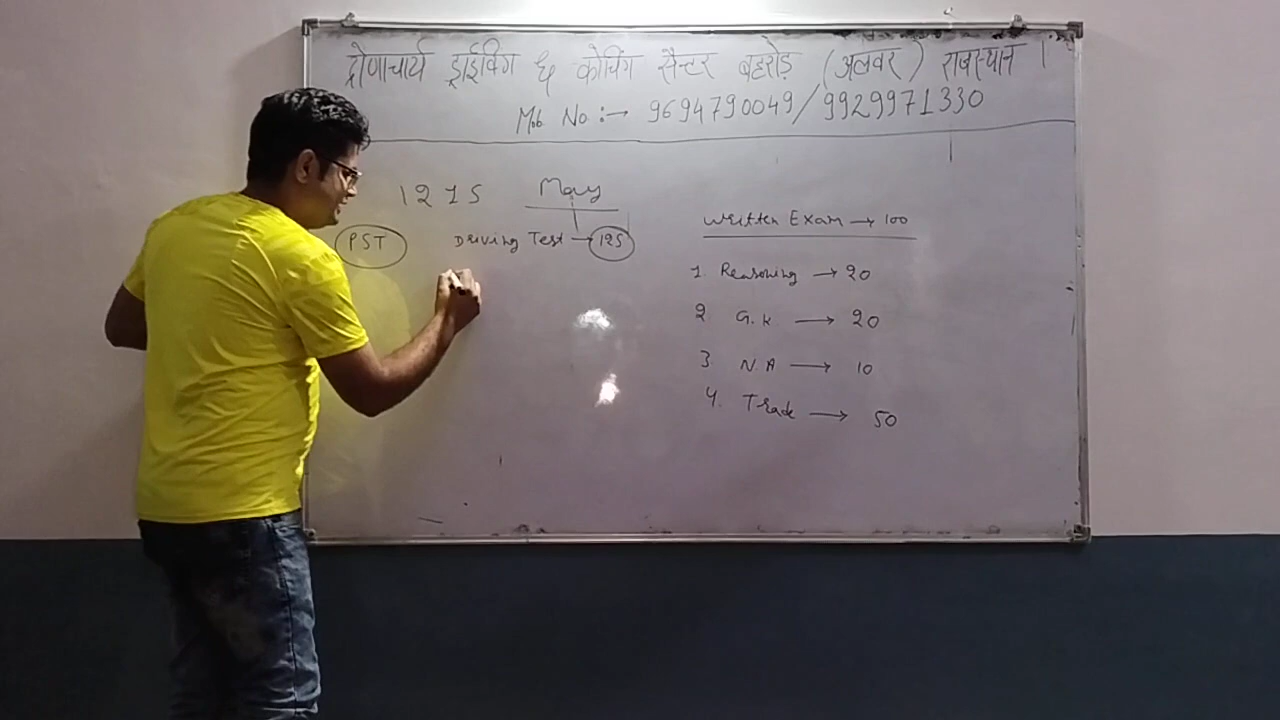 द्रोणाचार्य ड्राईविंग & कोचिंग सैन्टर बहरोड़ (अलवर) राजस्थान ।
Mob No. :→ 9694790049/9929971330
1215 May
PST Driving Test → 125
Written Exam → 100
1. Reasoning → 20
2 G.K → 20
3 N.A → 10
4. Trade → 50